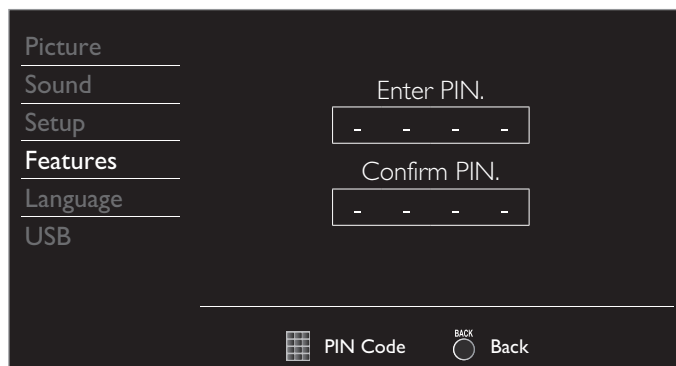 Picture
Sound
Setup
Features
Language
USB
Enter PIN.
- - - -
Confirm PIN.
- - - -
PIN Code BACK Back